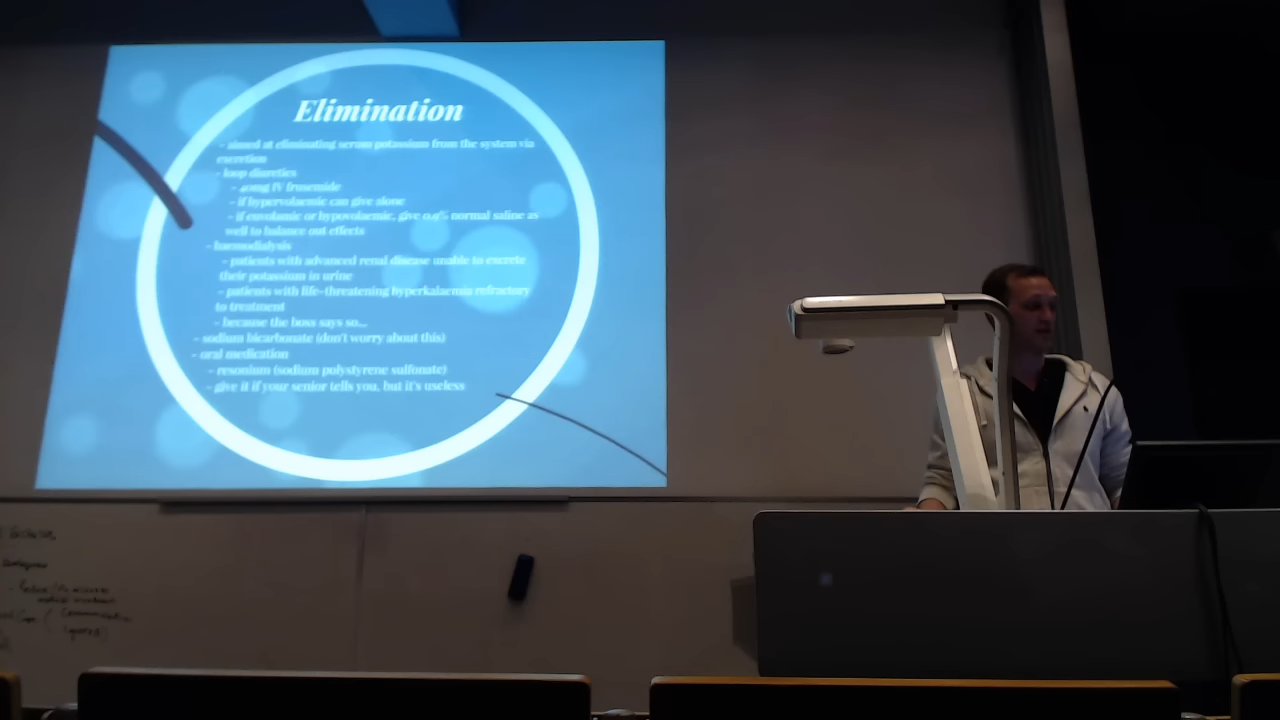 Elimination
- aimed at eliminating serum potassium from the system via
excretion
- loop diuretics
- 40mg IV frusemide
- if hypervolaemic can give alone
- if euvolamic or hypovolaemic, give 0.9% normal saline as
well to balance out effects
- haemodialysis
- patients with advanced renal disease unable to excrete
their potassium in urine
- patients with life-threatening hyperkalaemia refractory
to treatment
- because the boss says so...
- sodium bicarbonate (don't worry about this)
- oral medication
- resonium (sodium polystyrene sulfonate)
- give it if your senior tells you, but it's useless